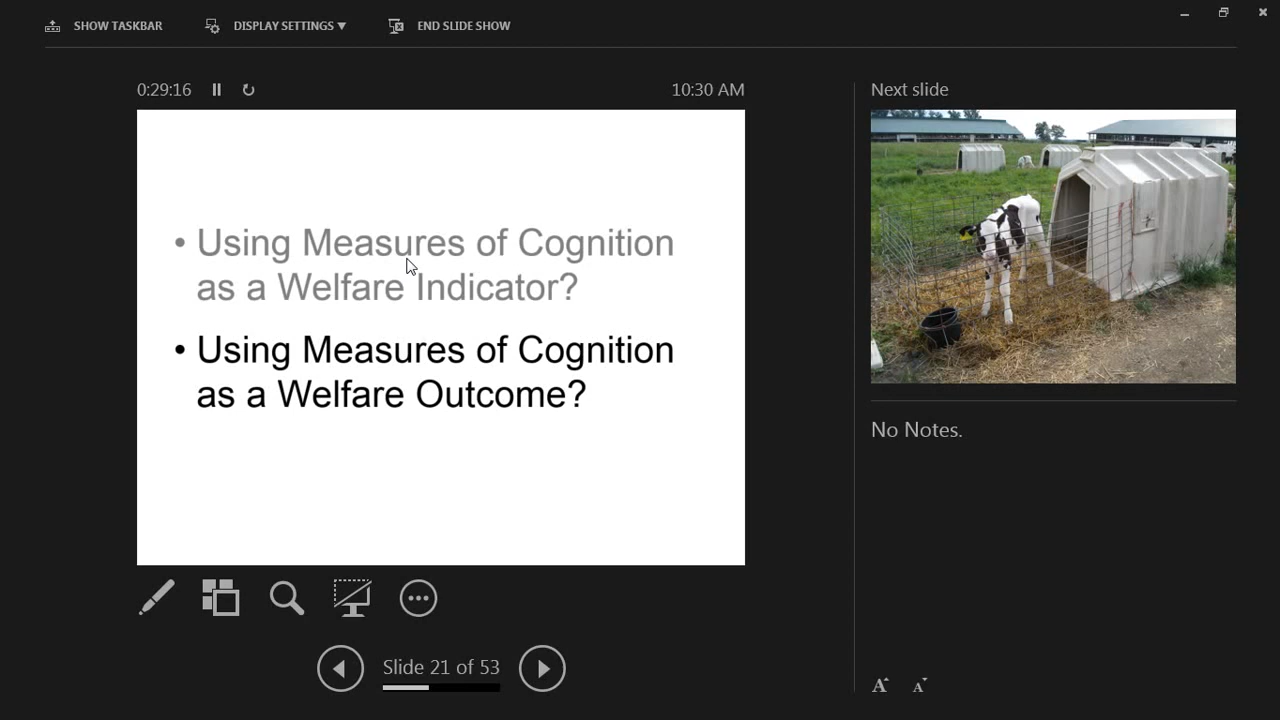 SHOW TASKBAR
DISPLAY SETTINGS
END SLIDE SHOW
0:29:16
10:30 AM
Next slide
• Using Measures of Cognition
as a Welfare Indicator?
• Using Measures of Cognition
as a Welfare Outcome?
No Notes.
Slide 21 of 53
A A